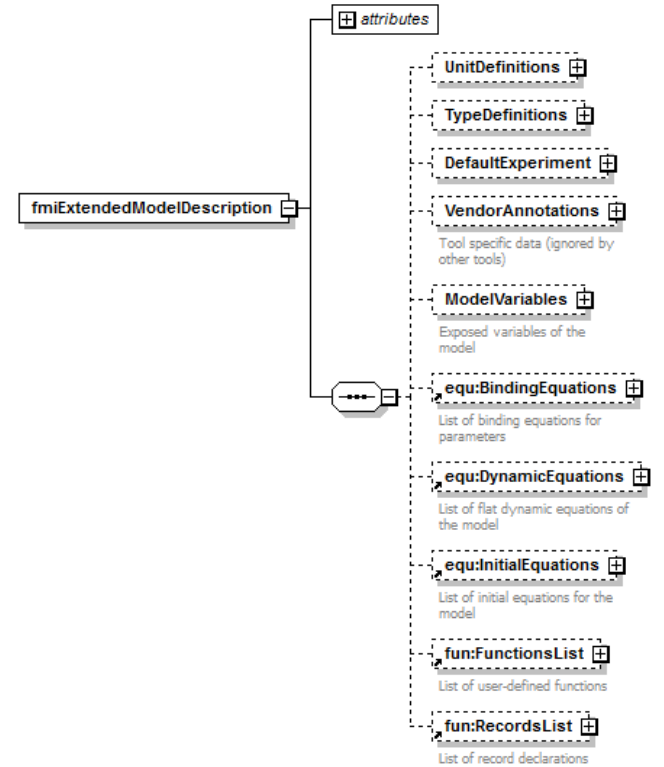 attributes
UnitDefinitions
TypeDefinitions
DefaultExperiment
fmiExtendedModelDescription
VendorAnnotations
Tool specific data (ignored by
other tools)
ModelVariables
Exposed variables of the
model
equ:BindingEquations
List of binding equations for
parameters
equ:DynamicEquations
List of flat dynamic equations of
the model
equ:InitialEquations
List of initial equations for the
model
fun:FunctionsList
List of user-defined functions
fun:RecordsList
List of record declarations